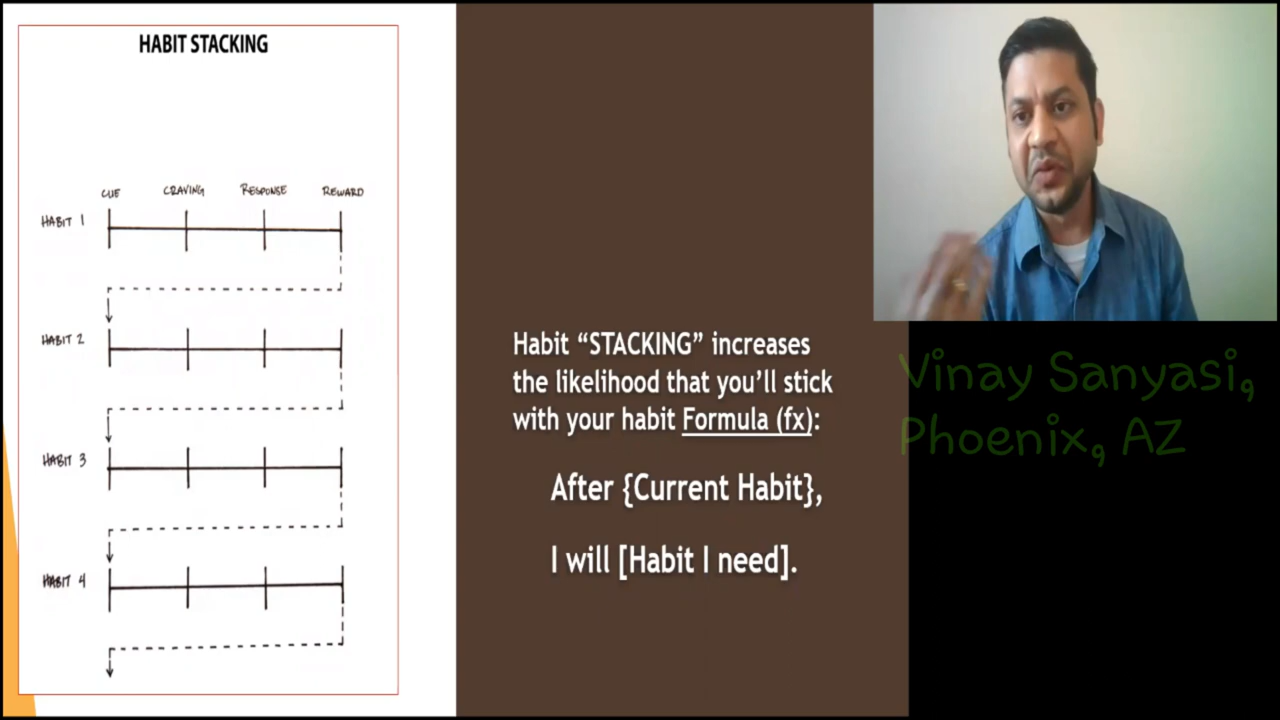 HABIT STACKING
CUE CRAVING RESPONSE REWARD
HABIT 1
HABIT 2
HABIT 3
HABIT 4
Habit “STACKING” increases
the likelihood that you’ll stick
with your habit Formula (fx):
After {Current Habit},
I will [Habit I need].
Vinay Sanyasi,
Phoenix, AZ